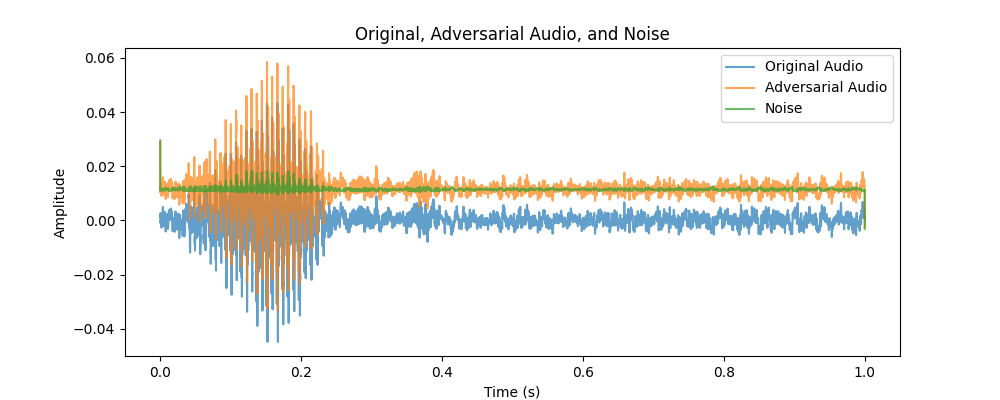 Original, Adversarial Audio, and Noise
Original Audio
Adversarial Audio
Noise
0.06
0.04
0.02
0.00
−0.02
−0.04
Amplitude
0.0
0.2
0.4
0.6
0.8
1.0
Time (s)